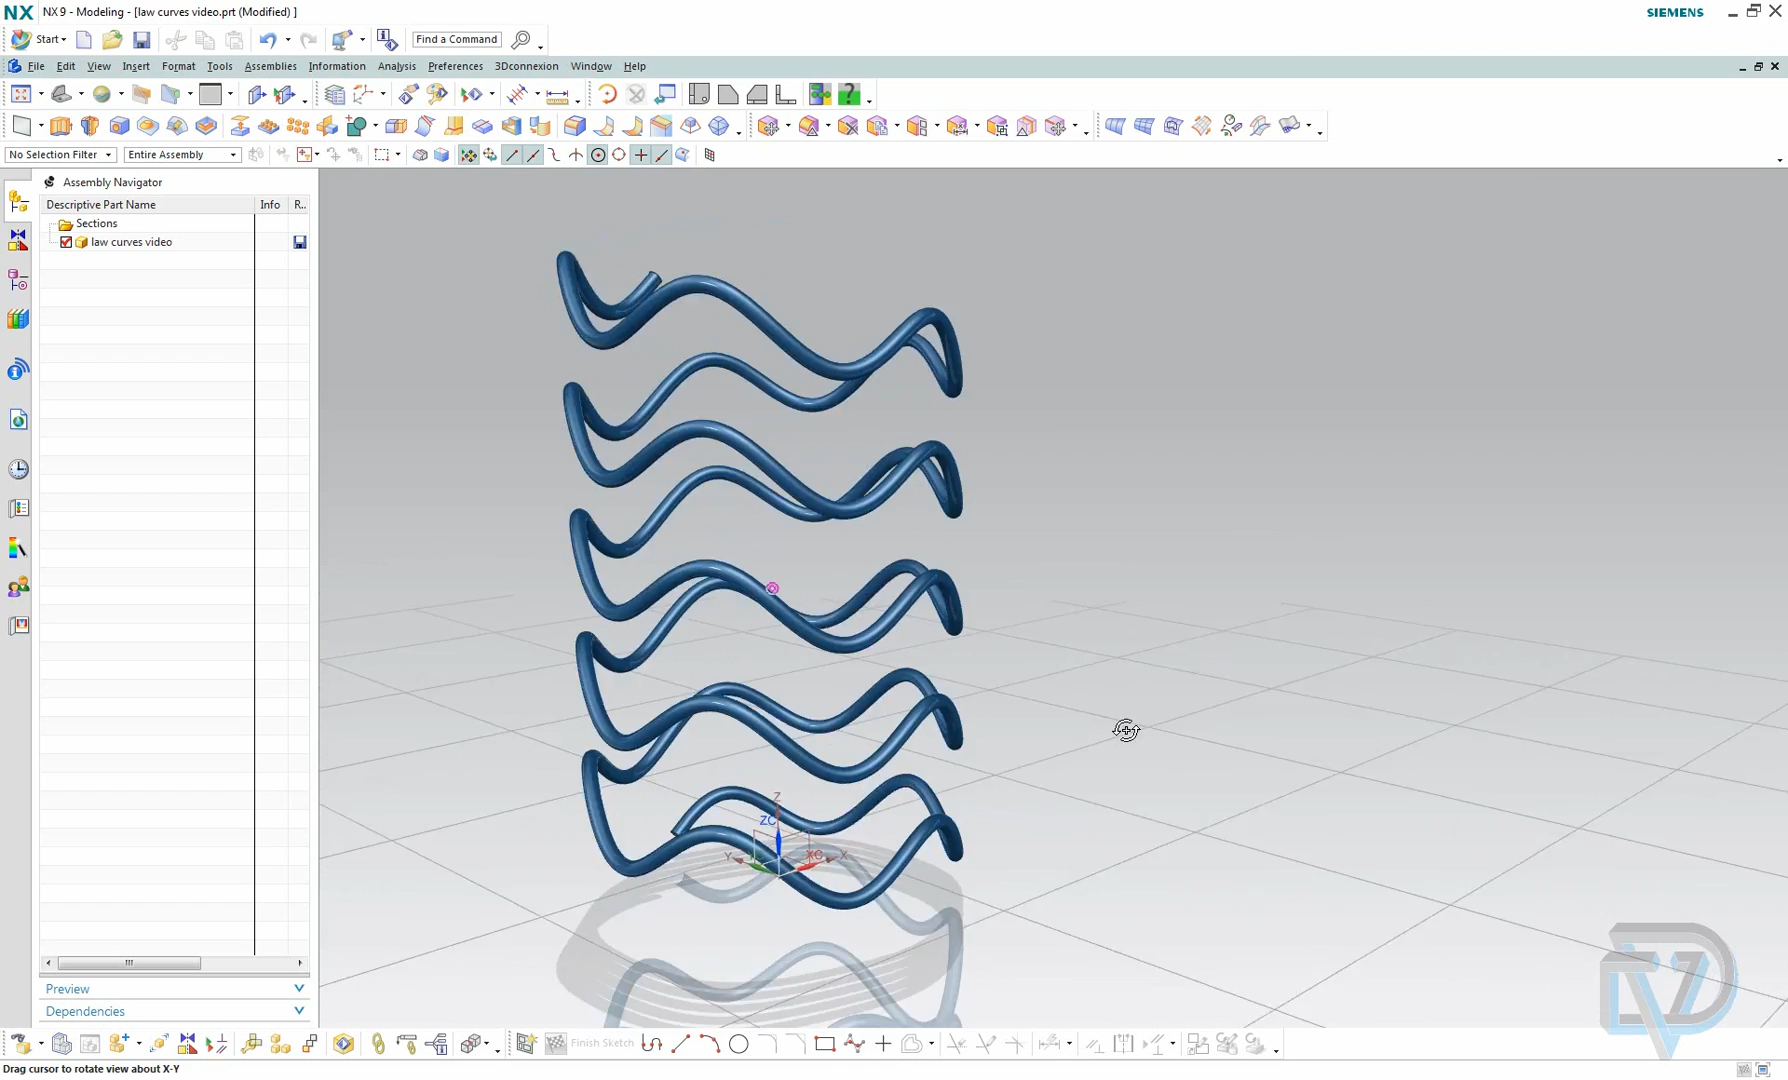 NX NX 9 - Modeling - [law curves video.prt (Modified) ] SIEMENS
Start Find a Command
File Edit View Insert Format Tools Assemblies Information Analysis Preferences 3Dconnexion Window Help
No Selection Filter Entire Assembly
Assembly Navigator
Descriptive Part Name Info R..
Sections
law curves video
Z
ZC
Y XC X
Preview
Dependencies
Finish Sketch
Drag cursor to rotate view about X-Y